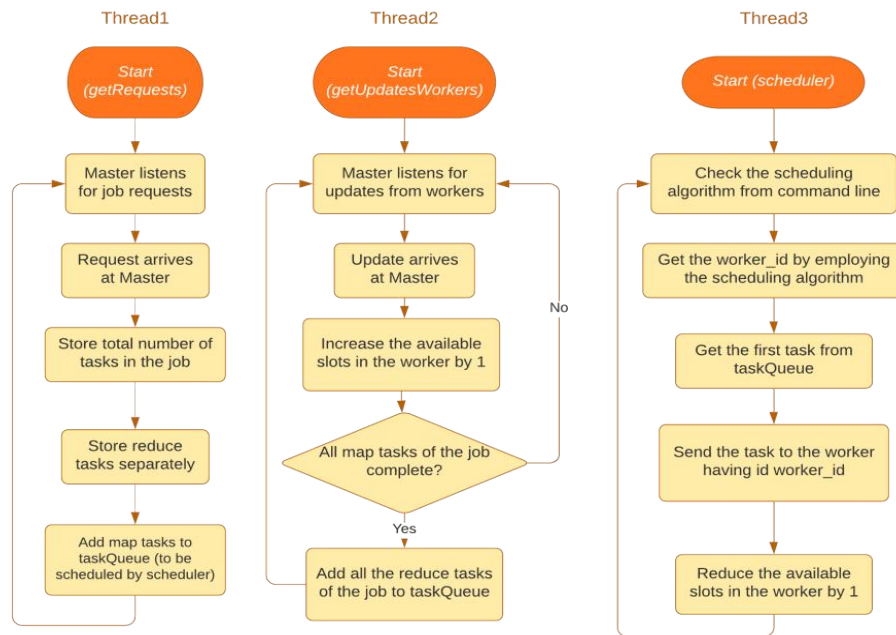 Thread1
Start
(getRequests)
Master listens
for job requests
Request arrives
at Master
Store total number of
tasks in the job
Store reduce
tasks separately
Add map tasks to
taskQueue (to be
scheduled by scheduler)
Thread2
Start
(getUpdatesWorkers)
Master listens for
updates from workers
Update arrives
at Master
Increase the available
slots in the worker by 1
All map tasks of the job
complete?
No
Yes
Add all the reduce tasks
of the job to taskQueue
Thread3
Start (scheduler)
Check the scheduling
algorithm from command line
Get the worker_id by employing
the scheduling algorithm
Get the first task from
taskQueue
Send the task to the worker
having id worker_id
Reduce the available
slots in the worker by 1